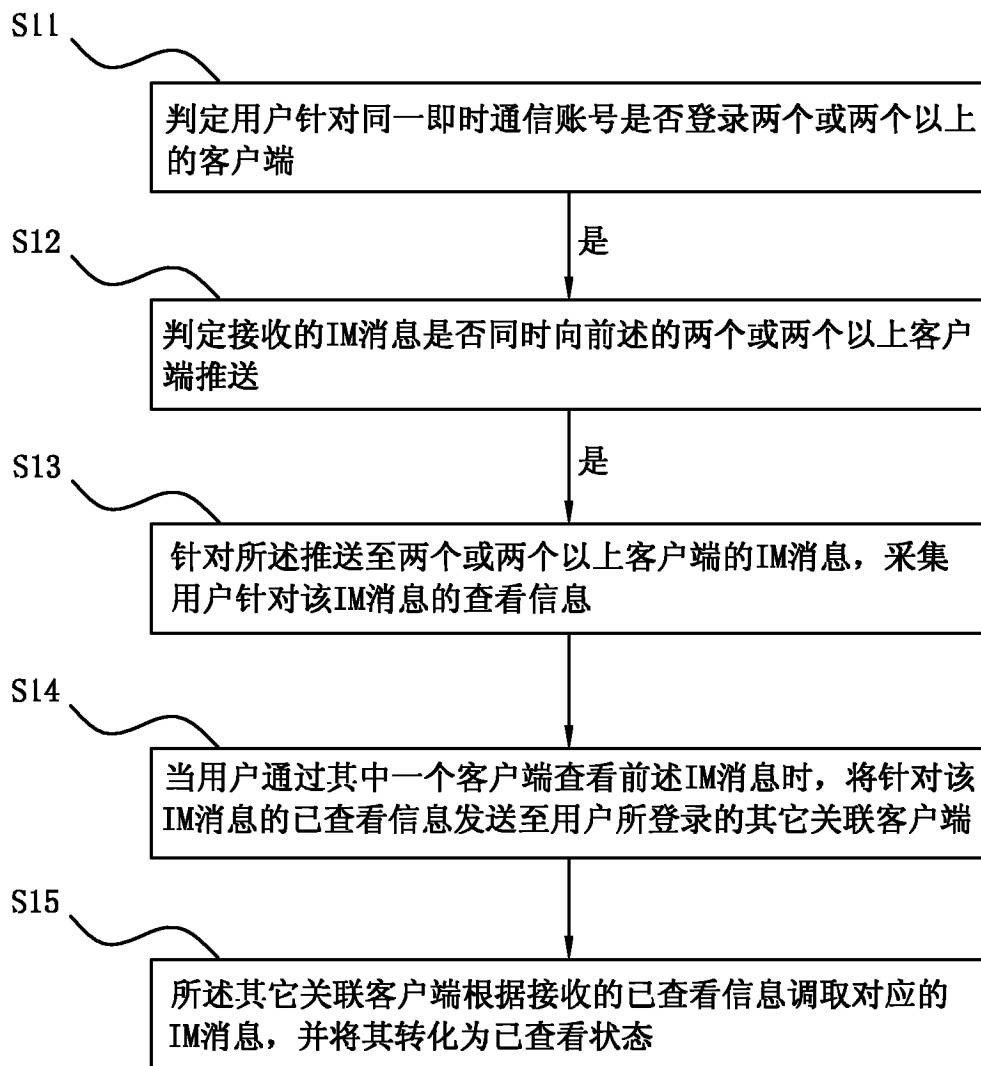 S11
判定用户针对同一即时通信账号是否登录两个或两个以上
的客户端
是
S12
判定接收的IM消息是否同时向前述的两个或两个以上客户
端推送
是
S13
针对所述推送至两个或两个以上客户端的IM消息，采集
用户针对该IM消息的查看信息
S14
当用户通过其中一个客户端查看前述IM消息时，将针对该
IM消息的已查看信息发送至用户所登录的其它关联客户端
S15
所述其它关联客户端根据接收的已查看信息调取对应的
IM消息，并将其转化为已查看状态